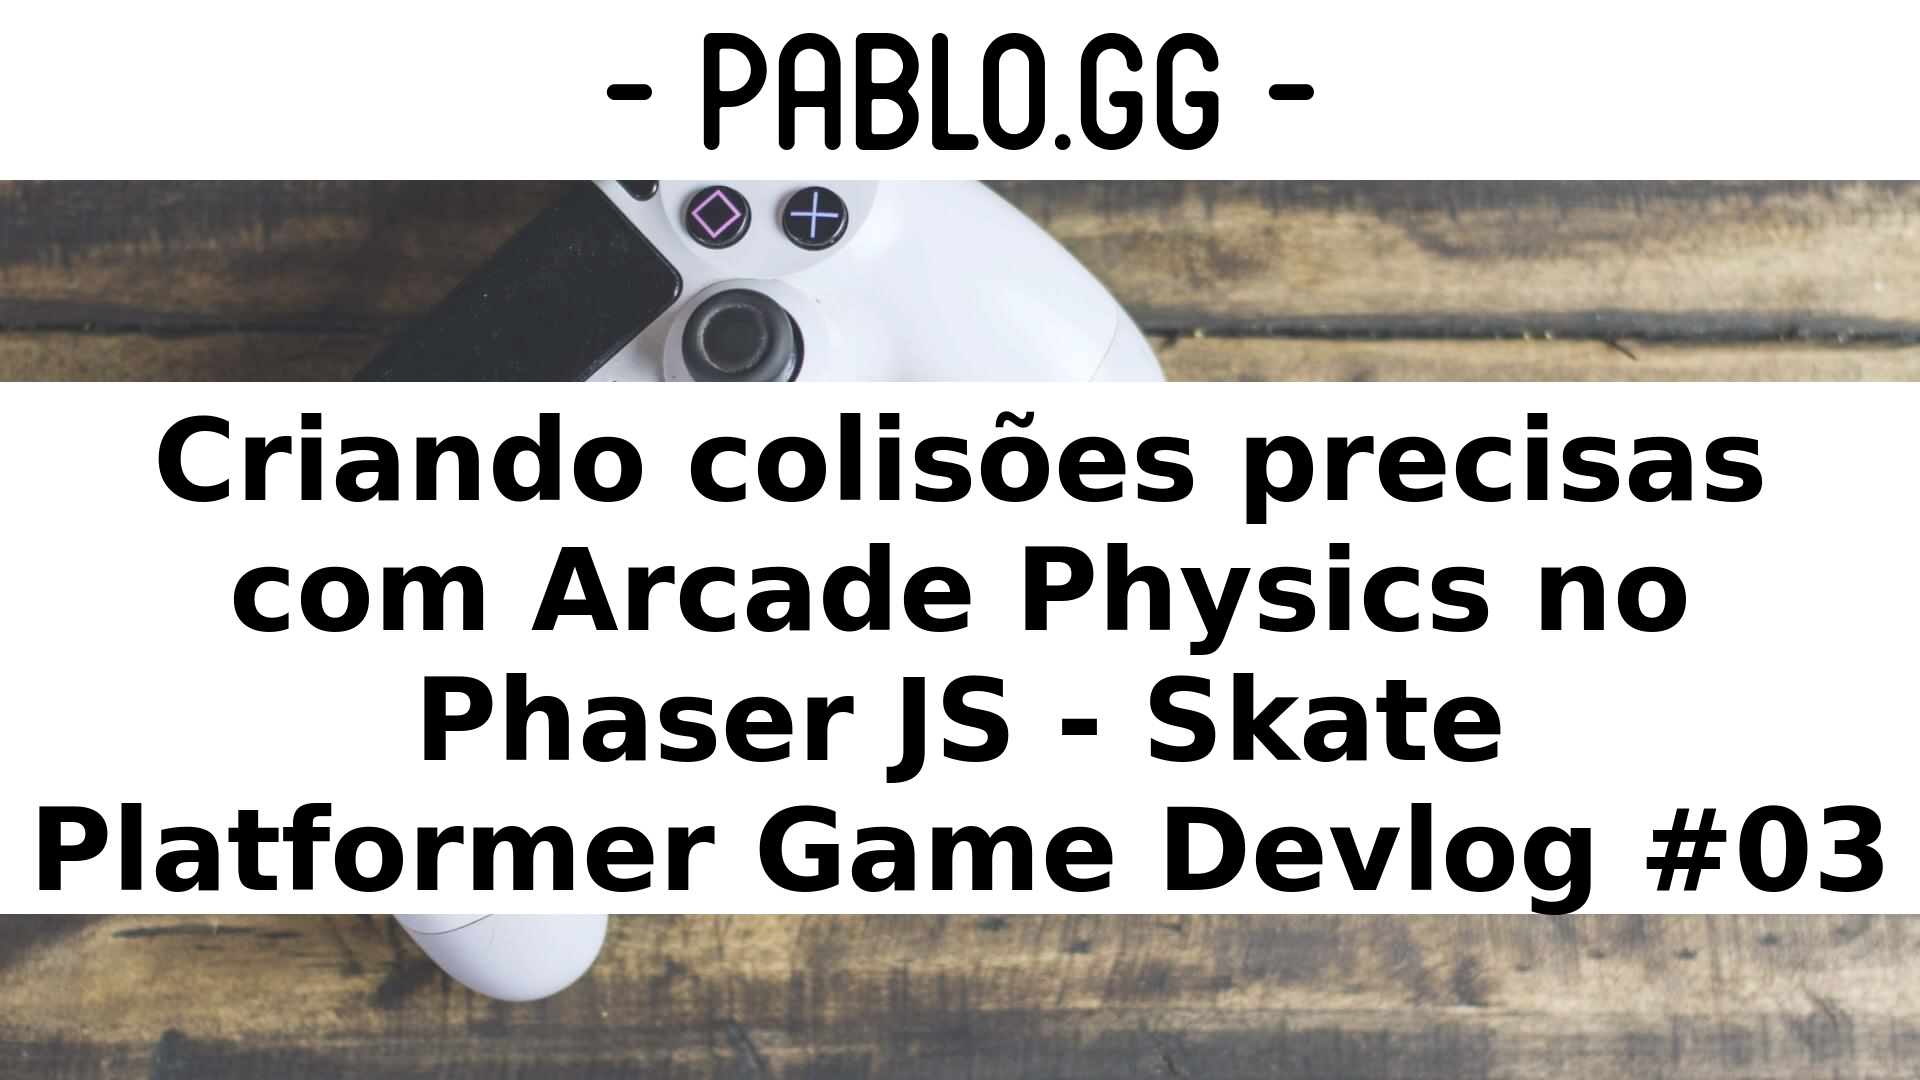 - PABLO.GG -
Criando colisões precisas
com Arcade Physics no
Phaser JS - Skate
Platformer Game Devlog #03